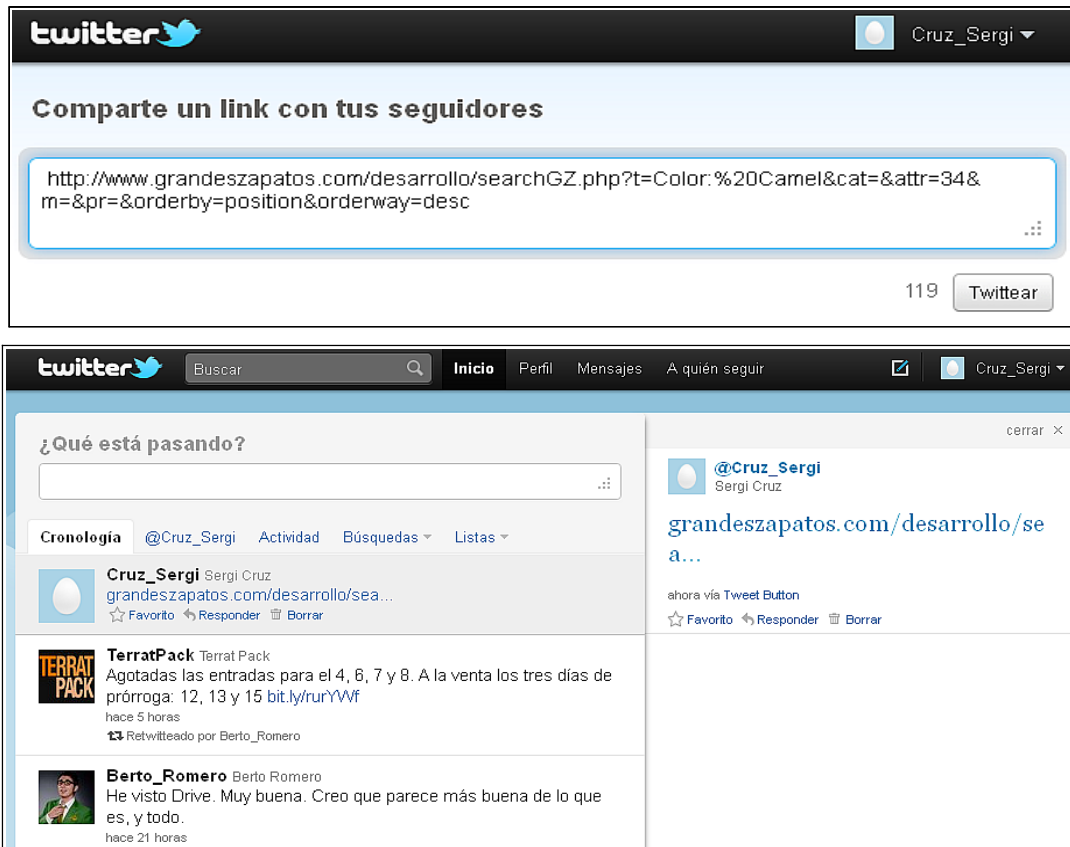 twitter
Cruz_Sergi
Comparte un link con tus seguidores
http://www.grandeszapatos.com/desarrollo/searchGZ.php?t=Color:%20Camel&cat=&attr=34&
m=&pr=&orderby=position&orderway=desc
119 Twittear
twitter Buscar Inicio Perfil Mensajes A quién seguir Cruz_Sergi
¿Qué está pasando?
Cronología @Cruz_Sergi Actividad Búsquedas Listas
Cruz_Sergi Sergi Cruz
grandeszapatos.com/desarrollo/sea...
Favorito Responder Borrar
TerratPack Terrat Pack
TERRAT
PACK
Agotadas las entradas para el 4, 6, 7 y 8. A la venta los tres días de
prórroga: 12, 13 y 15 bit.ly/rurYWf
hace 5 horas
Retwitteado por Berto_Romero
Berto_Romero Berto Romero
He visto Drive. Muy buena. Creo que parece más buena de lo que
es, y todo.
hace 21 horas
cerrar ×
@Cruz_Sergi
Sergi Cruz
grandeszapatos.com/desarrollo/se
a...
ahora vía Tweet Button
Favorito Responder Borrar